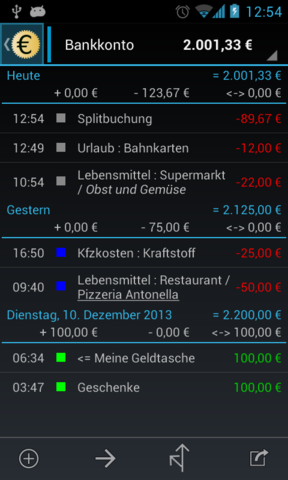 12:54
€
Bankkonto 2.001,33 €
Heute = 2.001,33 €
+ 0,00 € - 123,67 € <-> 0,00 €
12:54 Splitbuchung -89,67 €
12:49 Urlaub : Bahnkarten -12,00 €
10:54 Lebensmittel : Supermarkt / Obst und Gemüse -22,00 €
Gestern = 2.125,00 €
+ 0,00 € - 75,00 € <-> 0,00 €
16:50 Kfzkosten : Kraftstoff -25,00 €
09:40 Lebensmittel : Restaurant / Pizzeria Antonella -50,00 €
Dienstag, 10. Dezember 2013 = 2.200,00 €
+ 100,00 € - 0,00 € <-> 100,00 €
06:34 <= Meine Geldtasche 100,00 €
03:47 Geschenke 100,00 €